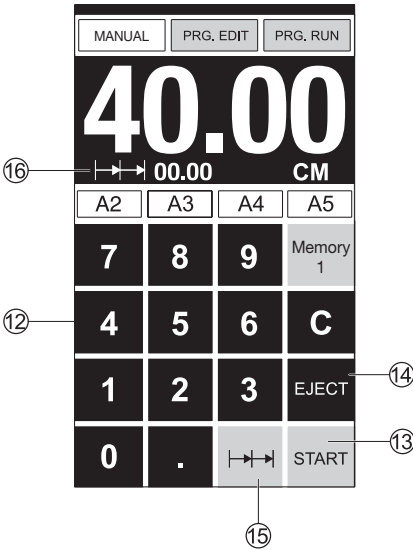 MANUAL PRG. EDIT PRG. RUN
40.00
⑯ 00.00 CM
A2 A3 A4 A5
7 8 9 Memory 1
⑫ 4 5 6 C
1 2 3 EJECT ⑭
0 . START ⑬
⑮